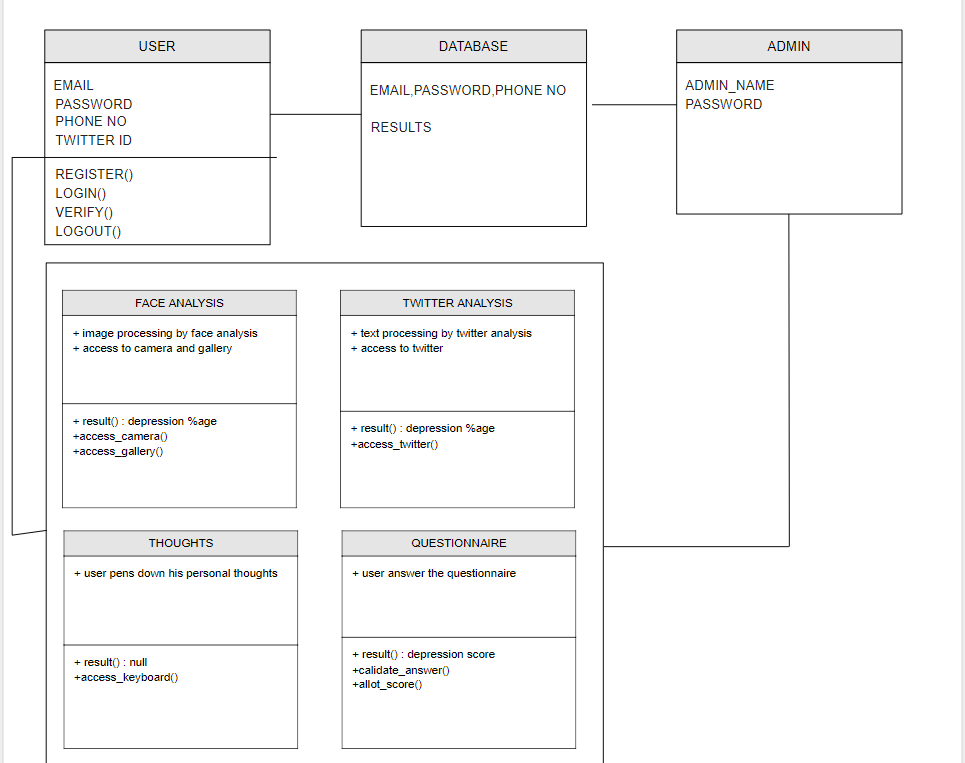 USER
EMAIL
PASSWORD
PHONE NO
TWITTER ID
REGISTER()
LOGIN()
VERIFY()
LOGOUT()
DATABASE
EMAIL,PASSWORD,PHONE NO
RESULTS
ADMIN
ADMIN_NAME
PASSWORD
FACE ANALYSIS
+ image processing by face analysis
+ access to camera and gallery
+ result() : depression %age
+access_camera()
+access_gallery()
TWITTER ANALYSIS
+ text processing by twitter analysis
+ access to twitter
+ result() : depression %age
+access_twitter()
THOUGHTS
+ user pens down his personal thoughts
+ result() : null
+access_keyboard()
QUESTIONNAIRE
+ user answer the questionnaire
+ result() : depression score
+calidate_answer()
+allot_score()